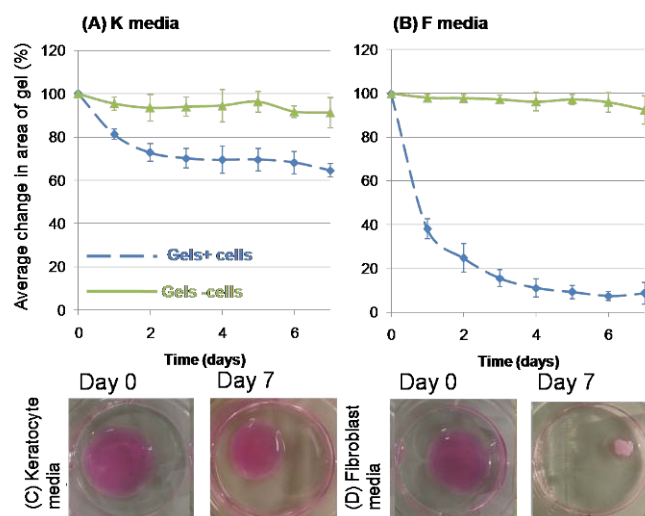 (A) K media
(B) F media
Average change in area of gel (%)
120
100
80
60
40
20
0
Gels+ cells
Gels -cells
0
2
4
6
Time (days)
120
100
80
60
40
20
0
0
2
4
6
Time (days)
Day 0
Day 7
Day 0
Day 7
(C) Keratocyte
media
(D) Fibroblast
media